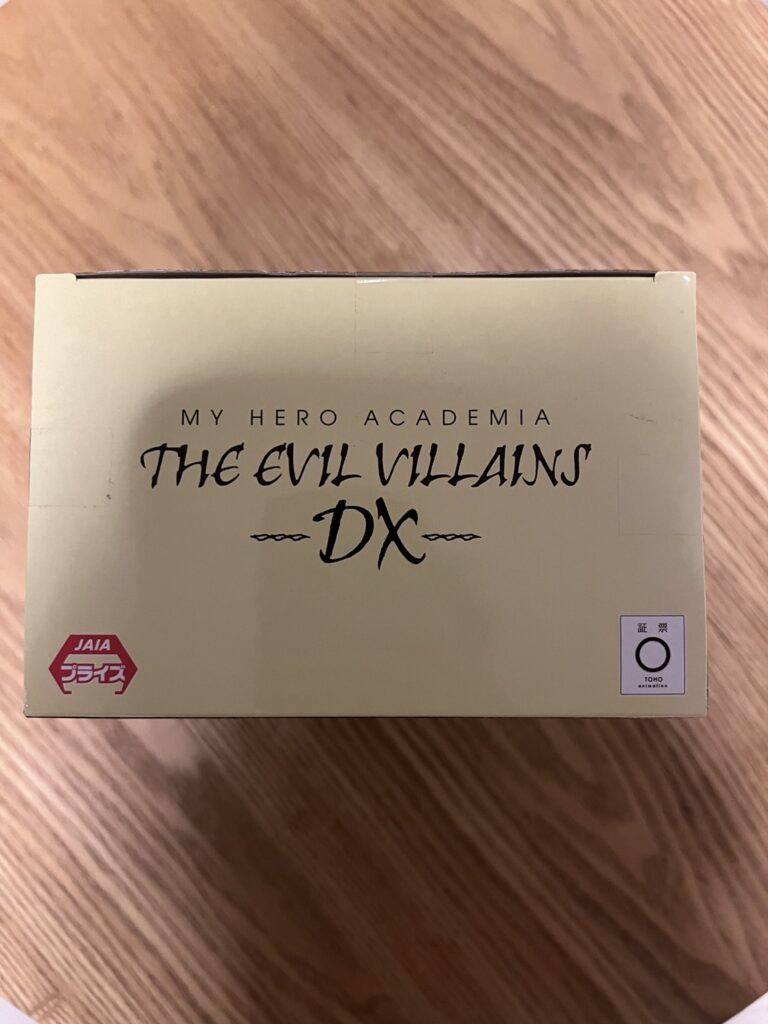 MY HERO ACADEMIA
THE EVIL VILLAINS
DX
JAIA
プライズ
証票
TOHO
animation